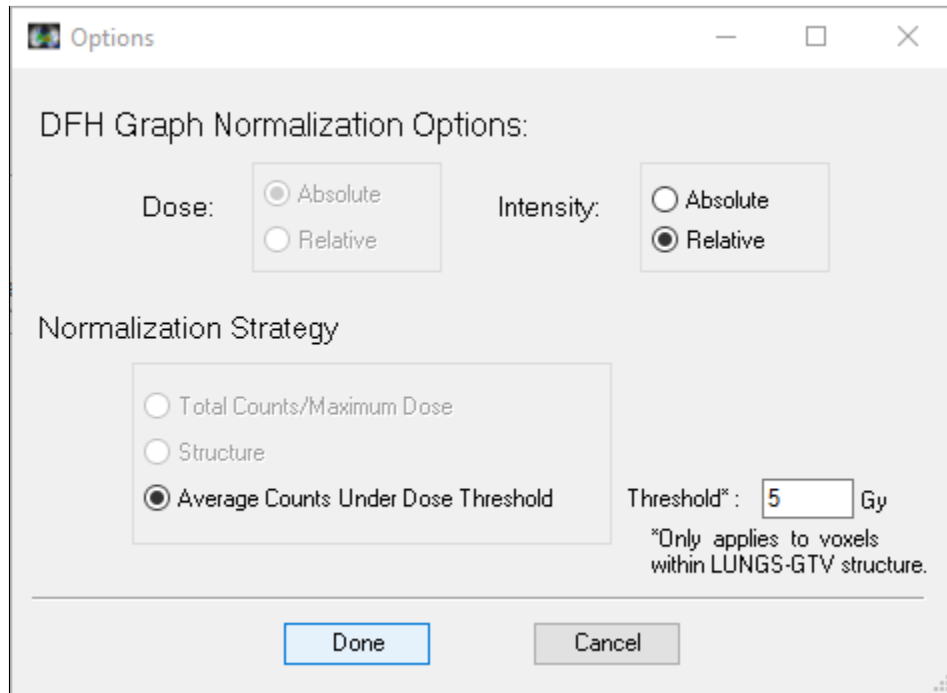 Options
DFH Graph Normalization Options:
Dose:
Absolute
Relative
Intensity:
Absolute
Relative
Normalization Strategy
Total Counts/Maximum Dose
Structure
Average Counts Under Dose Threshold
Threshold* : 5 Gy
*Only applies to voxels
within LUNGS-GTV structure.
Done
Cancel